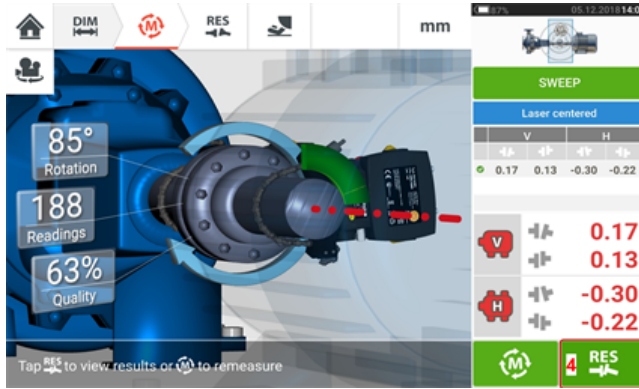 DIM
M
RES
mm
87%
05.12.2018 14:0
SWEEP
Laser centered
V
H
0.17 0.13 -0.30 -0.22
85°
Rotation
188
Readings
63%
Quality
V
0.17
0.13
H
-0.30
-0.22
Tap RES to view results or M to remeasure
M
4
RES